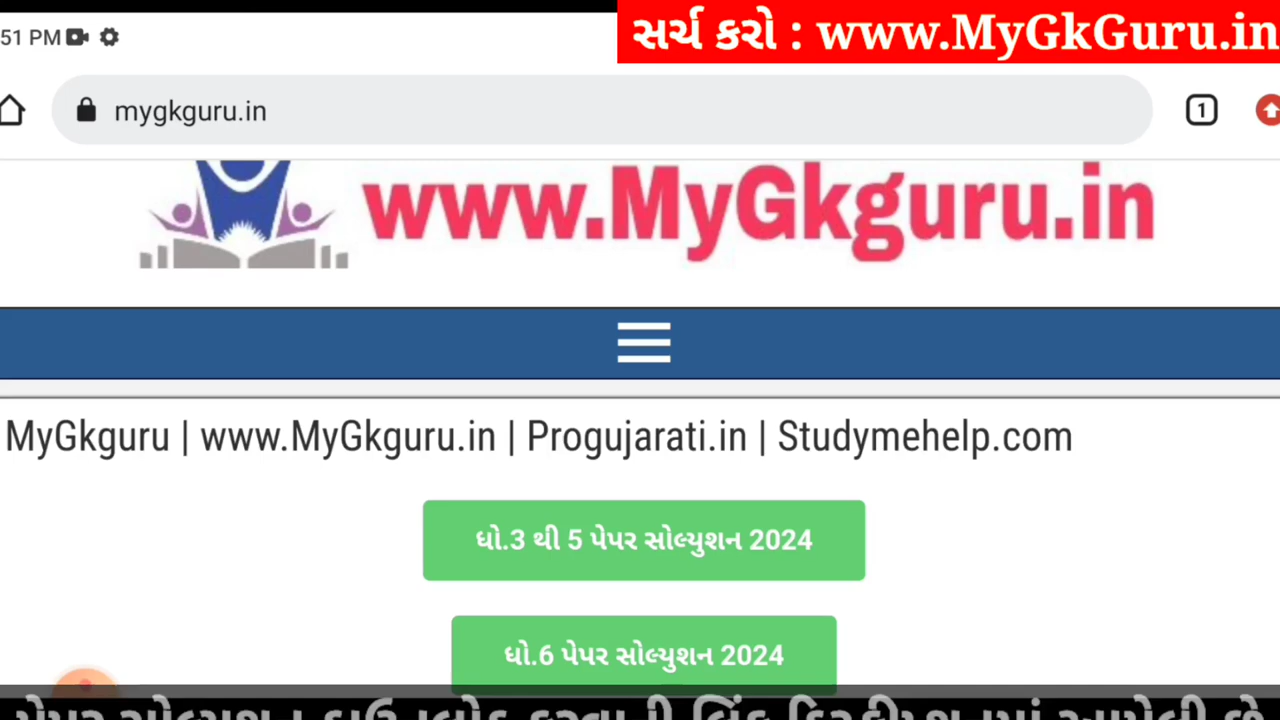 51 PM
સર્ચ કરો : www.MyGkGuru.in
mygkguru.in
1
www.MyGkguru.in
MyGkguru | www.MyGkguru.in | Progujarati.in | Studymehelp.com
ધો.3 થી 5 પેપર સોલ્યુશન 2024
ધો.6 પેપર સોલ્યુશન 2024